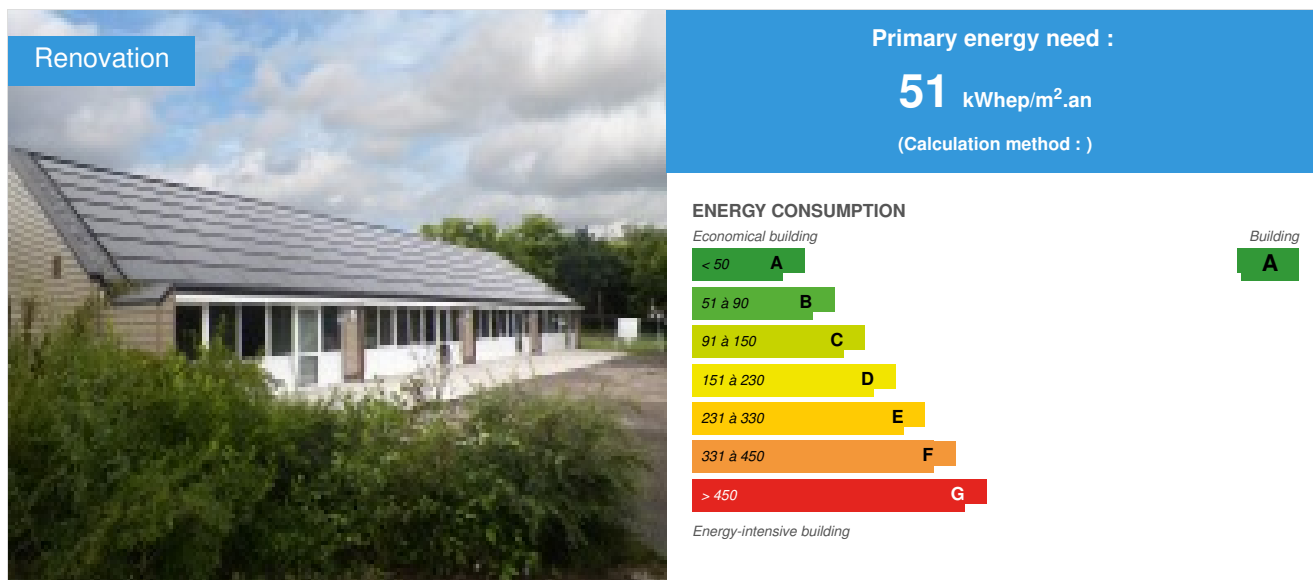 Renovation
Primary energy need :
51 kWhep/m².an
(Calculation method : )
ENERGY CONSUMPTION
Economical building
Building
< 50 A
A
51 à 90 B
91 à 150 C
151 à 230 D
231 à 330 E
331 à 450 F
> 450 G
Energy-intensive building